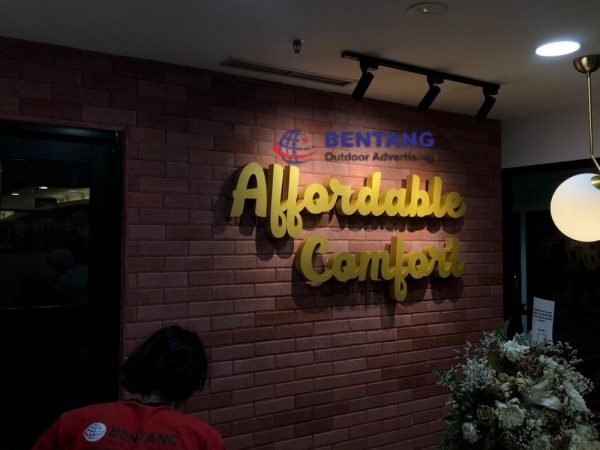 BENTANG
Outdoor Advertising
Affordable
Comfort
BENTANG